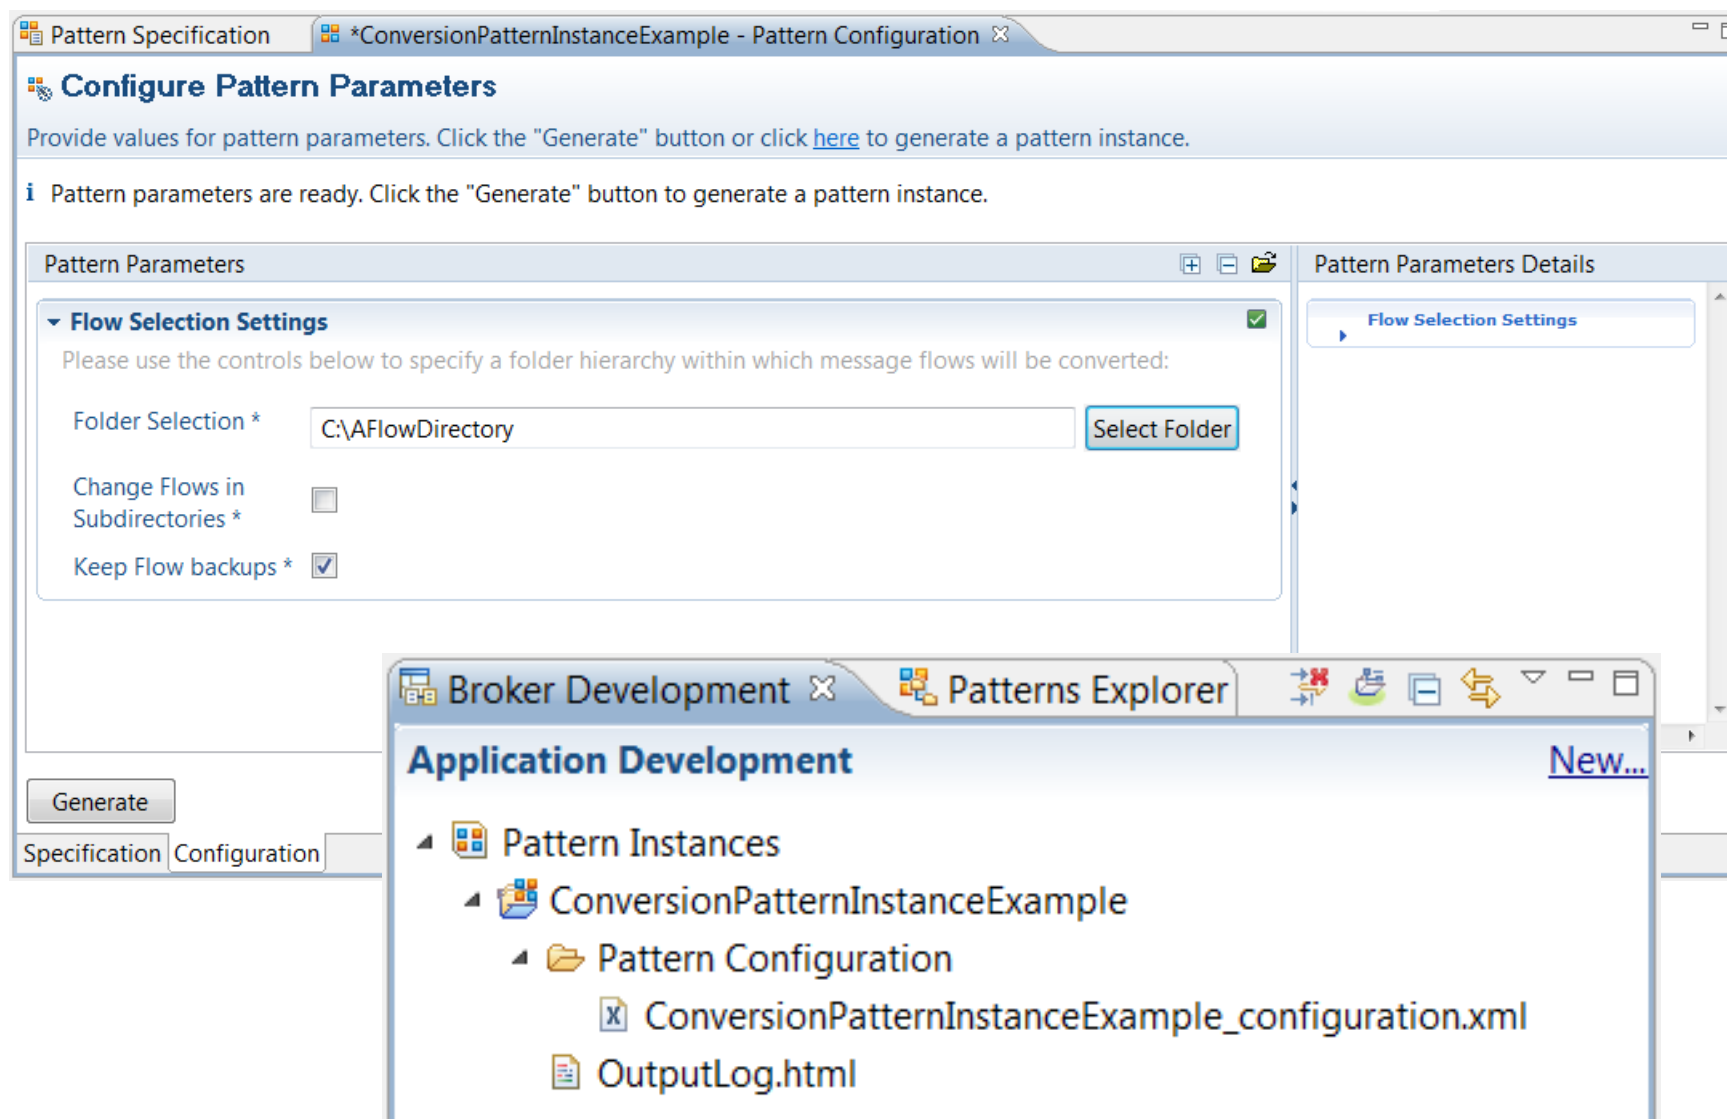 Pattern Specification
*ConversionPatternInstanceExample - Pattern Configuration
Configure Pattern Parameters
Provide values for pattern parameters. Click the "Generate" button or click here to generate a pattern instance.
i Pattern parameters are ready. Click the "Generate" button to generate a pattern instance.
Pattern Parameters
Pattern Parameters Details
Flow Selection Settings
Flow Selection Settings
Please use the controls below to specify a folder hierarchy within which message flows will be converted:
Folder Selection *
C:\AFlowDirectory
Select Folder
Change Flows in
Subdirectories *
Keep Flow backups *
Generate
Specification
Configuration
Broker Development
Patterns Explorer
Application Development
New...
Pattern Instances
ConversionPatternInstanceExample
Pattern Configuration
ConversionPatternInstanceExample_configuration.xml
OutputLog.html